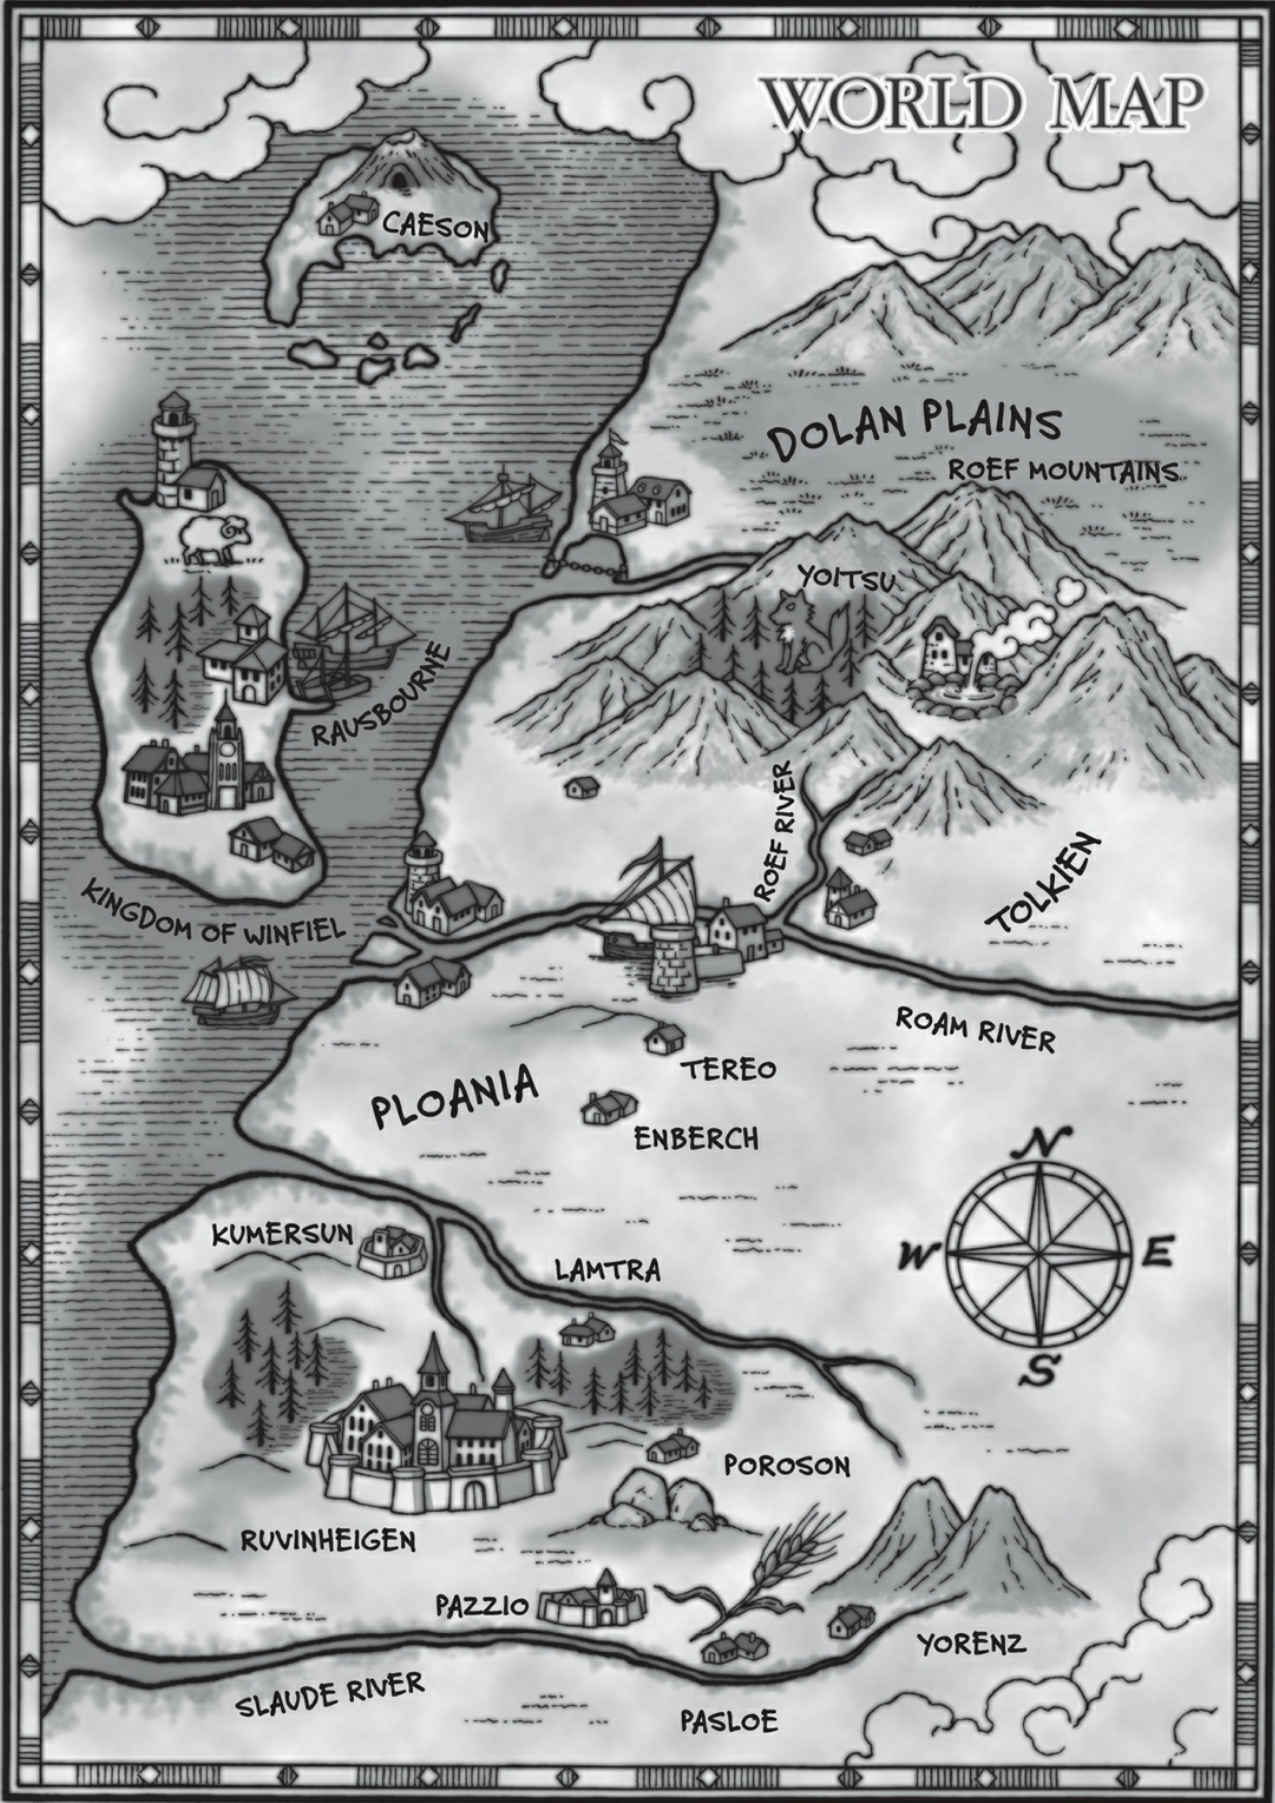 WORLD MAP
CAESON
DOLAN PLAINS
ROEF MOUNTAINS
YOITSU
RAUSBOURNE
ROEF RIVER
TOLKIEN
KINGDOM OF WINFIEL
ROAM RIVER
TEREO
PLOANIA
ENBERCH
N
W
E
S
KUMERSUN
LAMTRA
POROSON
RUVINHEIGEN
PAZZIO
YORENZ
SLAUDE RIVER
PASLOE